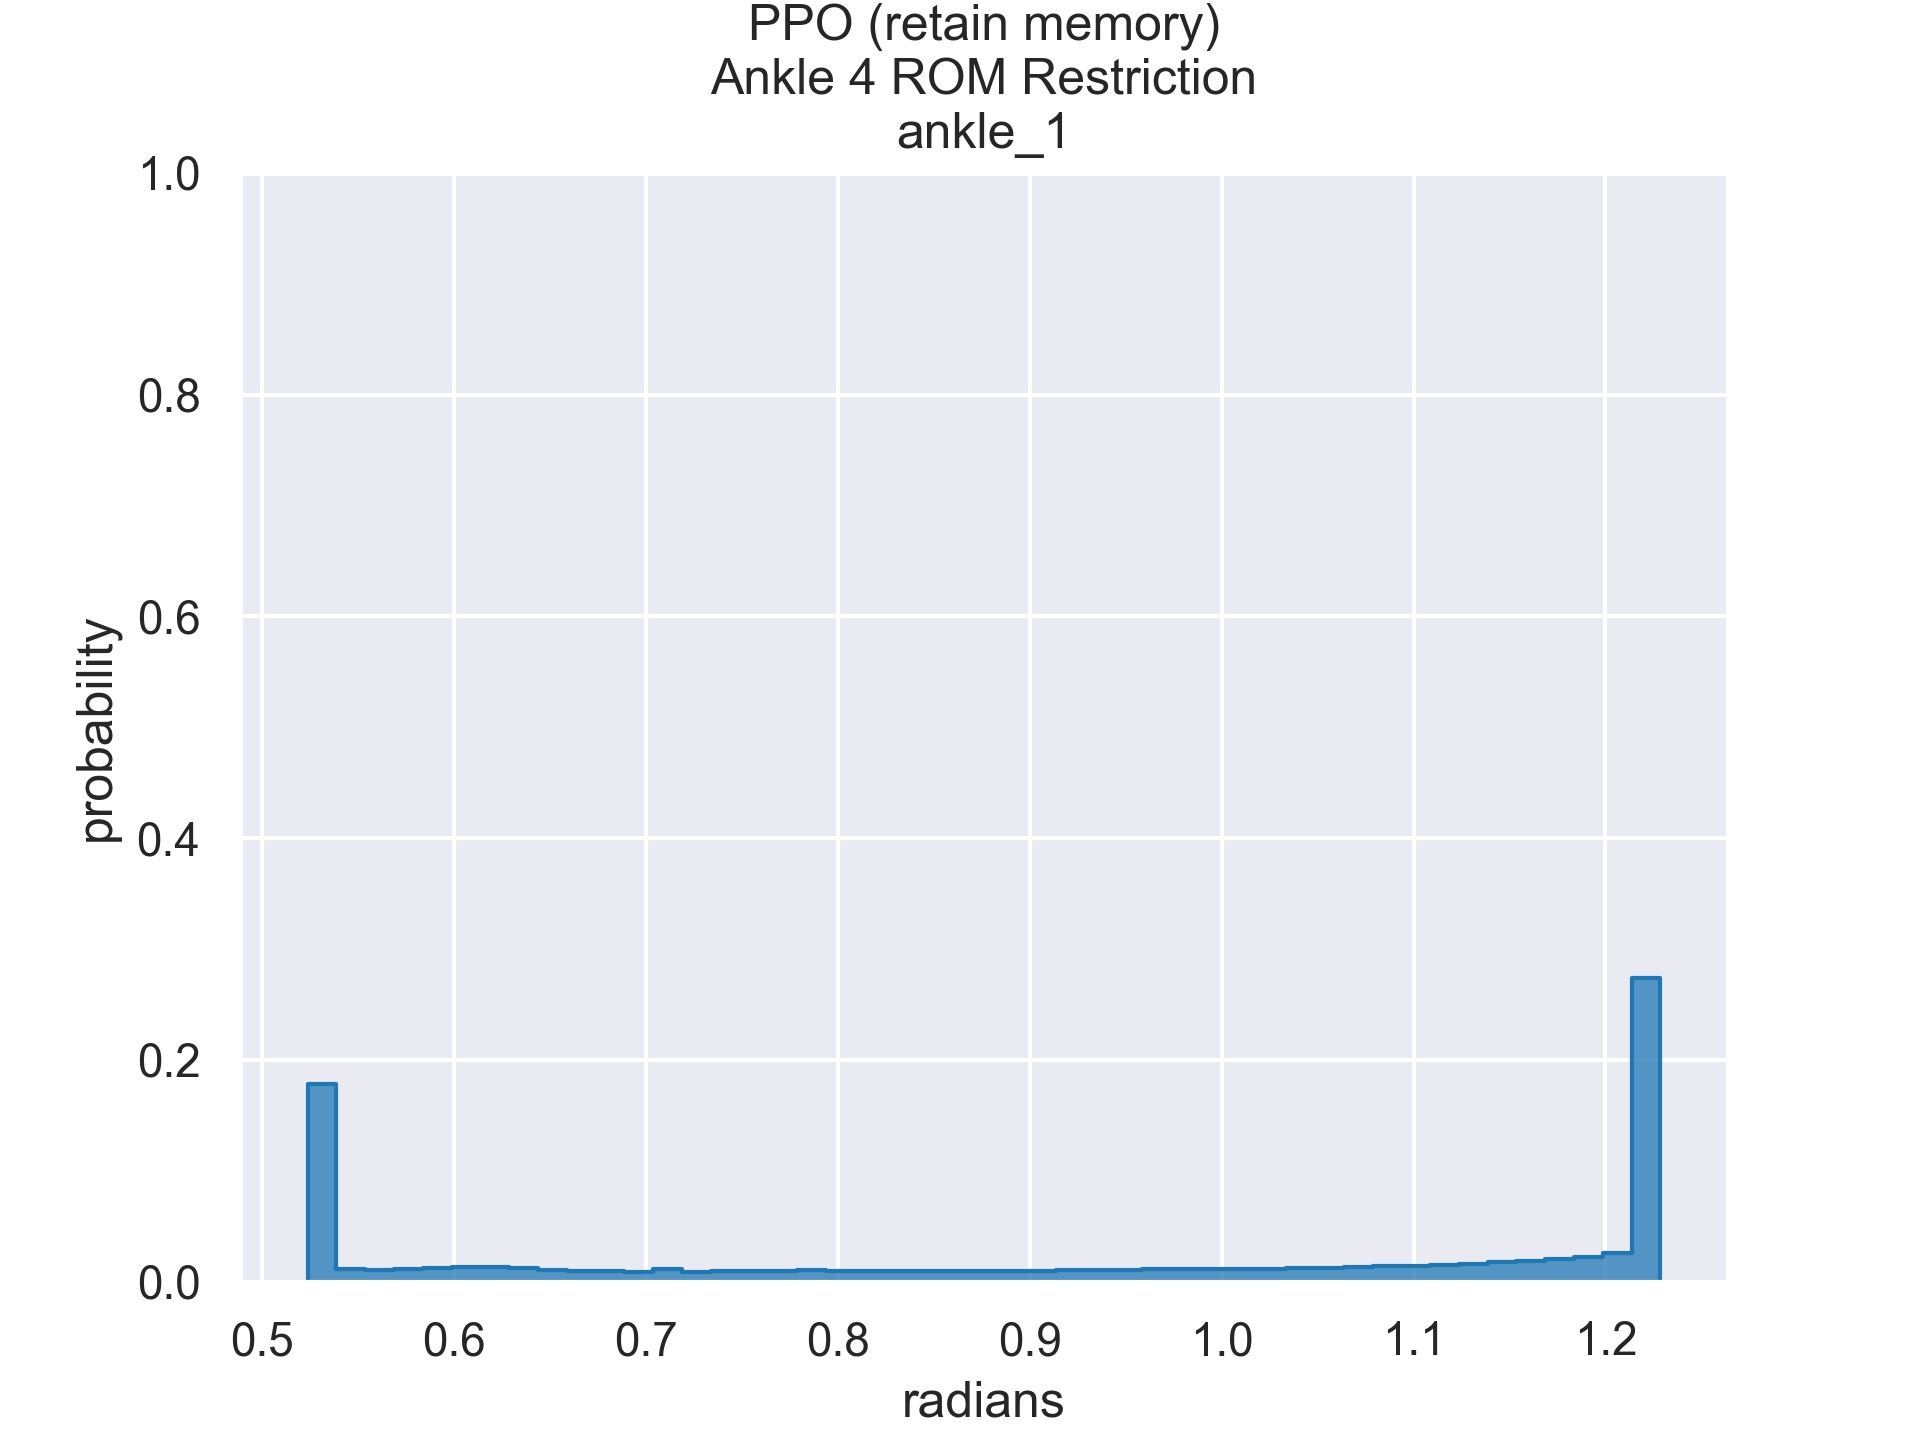 PPO (retain memory)
Ankle 4 ROM Restriction
ankle_1
1.0
0.8
0.6
0.4
0.2
0.0
probability
0.5 0.6 0.7 0.8 0.9 1.0 1.1 1.2
radians